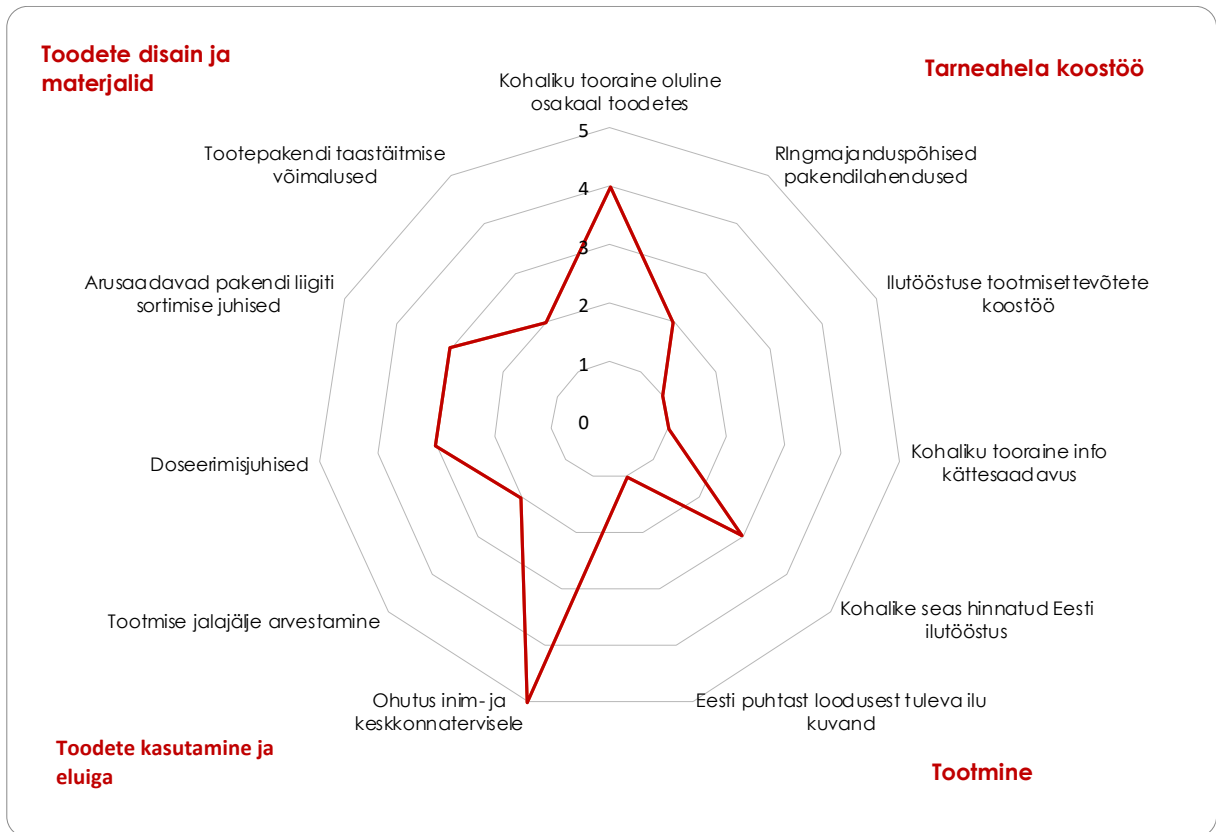 Toodete disain ja
materjalid
Tarneahela koostöö
Kohaliku tooraine oluline
osakaal toodetes
RIngmajanduspõhised
pakendilahendused
Ilutööstuse tootmisettevõtete
koostöö
Kohaliku tooraine info
kättesaadavus
Kohalike seas hinnatud Eesti
ilutööstus
Eesti puhtast loodusest tuleva ilu
kuvand
Ohutus inim- ja
keskkonnatervisele
Tootmise jalajälje arvestamine
Doseerimisjuhised
Arusaadavad pakendi liigiti
sortimise juhised
Tootepakendi taastäitmise
võimalused
5
4
3
2
1
0
Toodete kasutamine ja
eluiga
Tootmine